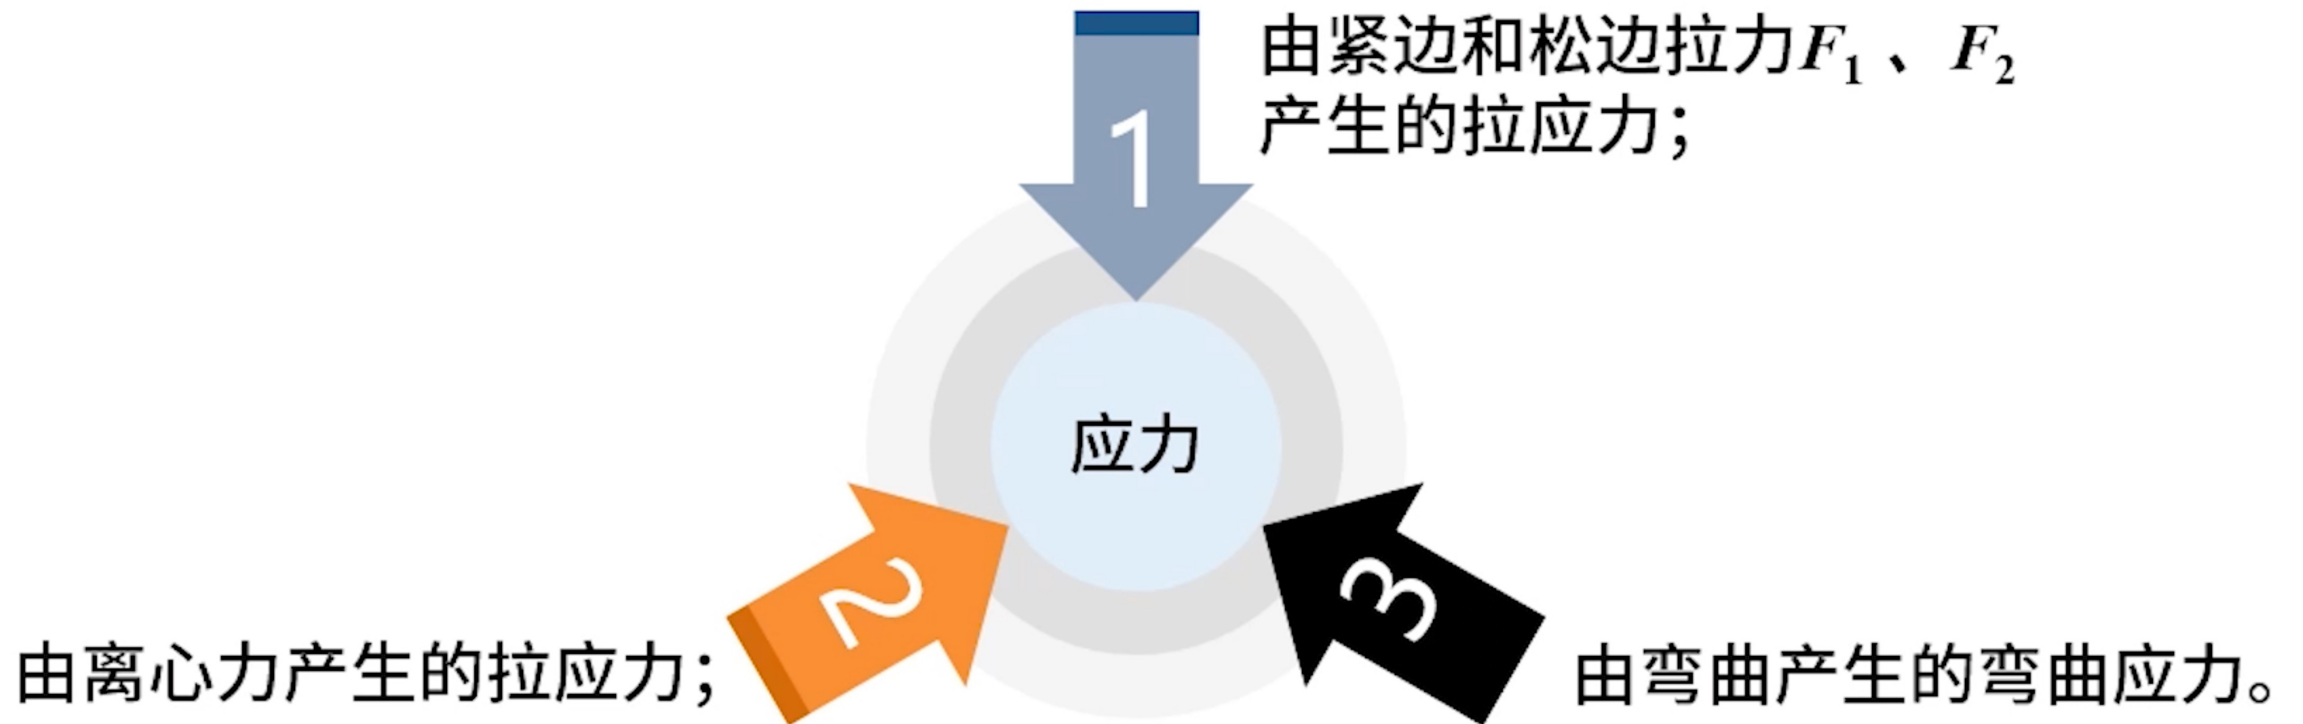 由紧边和松边拉力F₁、F₂
产生的拉应力；
1
应力
2
3
由离心力产生的拉应力；
由弯曲产生的弯曲应力。